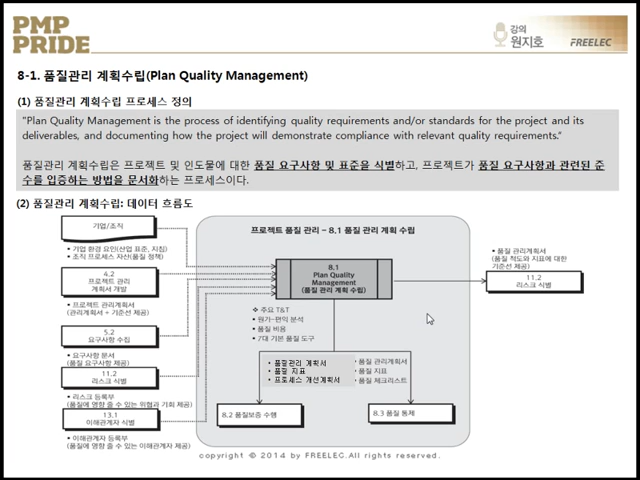 PMP
PRIDE
강의
원지호
FREELEC
8-1. 품질관리 계획수립(Plan Quality Management)
(1) 품질관리 계획수립 프로세스 정의
"Plan Quality Management is the process of identifying quality requirements and/or standards for the project and its
deliverables, and documenting how the project will demonstrate compliance with relevant quality requirements."
품질관리 계획수립은 프로젝트 및 인도물에 대한 품질 요구사항 및 표준을 식별하고, 프로젝트가 품질 요구사항과 관련된 준
수를 입증하는 방법을 문서화하는 프로세스이다.
(2) 품질관리 계획수립: 데이터 흐름도
기업/조직
• 기업 환경 요인(산업 표준, 지침)
• 조직 프로세스 자산(품질 정책)
4.2
프로젝트 관리
계획서 개발
• 프로젝트 관리계획서
(관리계획서 + 기준선 제공)
5.2
요구사항 수집
• 요구사항 문서
(품질 요구사항 제공)
11.2
리스크 식별
• 리스크 등록부
(품질에 영향 줄 수 있는 위협과 기회 제공)
13.1
이해관계자 식별
• 이해관계자 등록부
(품질에 영향 줄 수 있는 이해관계자 제공)
프로젝트 품질 관리 – 8.1 품질 관리 계획 수립
8.1
Plan Quality
Management
(품질 관리 계획 수립)
❖ 주요 T&T
• 원가-편익 분석
• 품질 비용
• 7대 기본 품질 도구
• 품질관리 계획서
• 품질 지표
• 프로세스 개선계획서
• 품질 관리계획서
• 품질 지표
• 품질 체크리스트
8.2 품질보증 수행
8.3 품질 통제
• 품질 관리계획서
(품질 척도와 지표에 대한
기준선 제공)
11.2
리스크 식별
copyright © 2014 by FREELEC.All rights reserved.